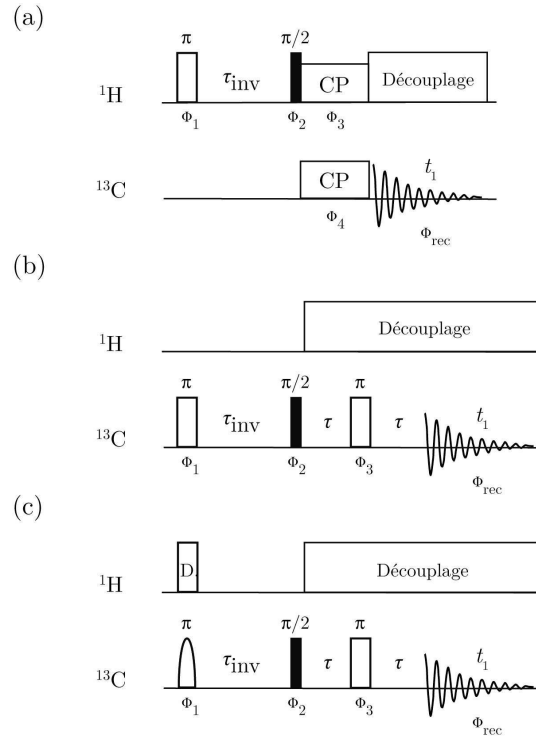 (a)
π π/2
¹H τinv CP Découplage
Φ1 Φ2 Φ3
¹³C CP t1
Φ4 Φrec
(b)
¹H Découplage
π π/2 π
¹³C τinv τ τ t1
Φ1 Φ2 Φ3 Φrec
(c)
¹H D. Découplage
π π/2 π
¹³C τinv τ τ t1
Φ1 Φ2 Φ3 Φrec